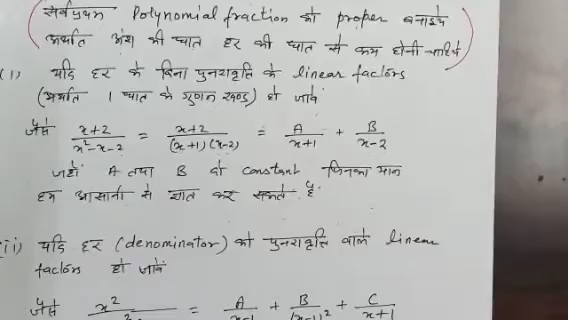 सर्वप्रथम Polynomial fraction को proper बनाइये
अर्थात अंश की घात हर की घात से कम होनी चाहिये
(i) यदि हर के बिना पुनरावृत्ति के linear factors
(अर्थात 1 घात के गुणन खण्ड) हो जावें
जैसे x+2 / x²-x-2 = x+2 / (x+1)(x-2) = A / x+1 + B / x-2
जहाँ A तथा B दो constant जिनका मान
हम आसानी से ज्ञात कर सकते हैं.
(ii) यदि हर (denominator) को पुनरावृत्ति वाले linear
factors हो जावें
जैसे x² / = A / x-1 + B / (x-1)² + C / x+1